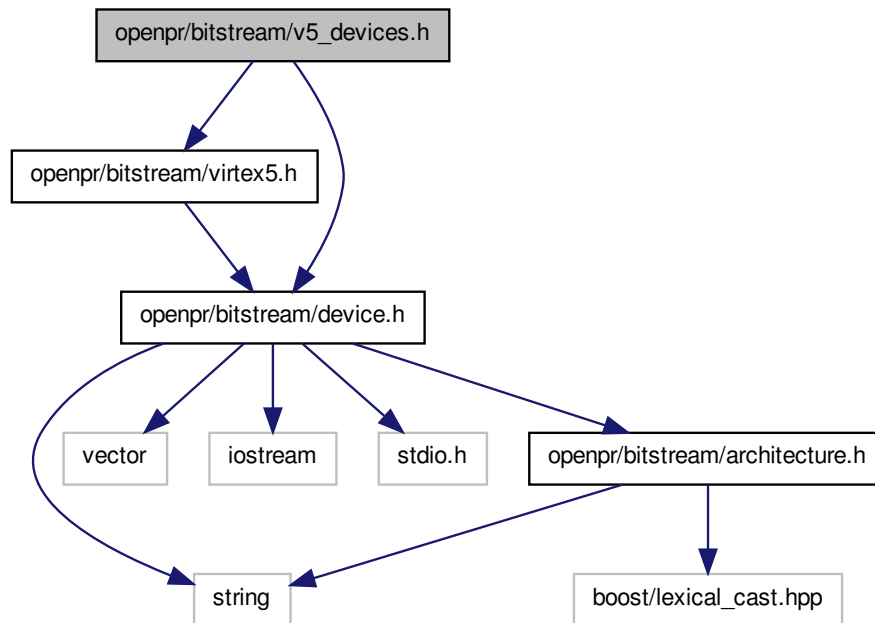 openpr/bitstream/v5_devices.h
openpr/bitstream/virtex5.h
openpr/bitstream/device.h
vector
iostream
stdio.h
openpr/bitstream/architecture.h
string
boost/lexical_cast.hpp